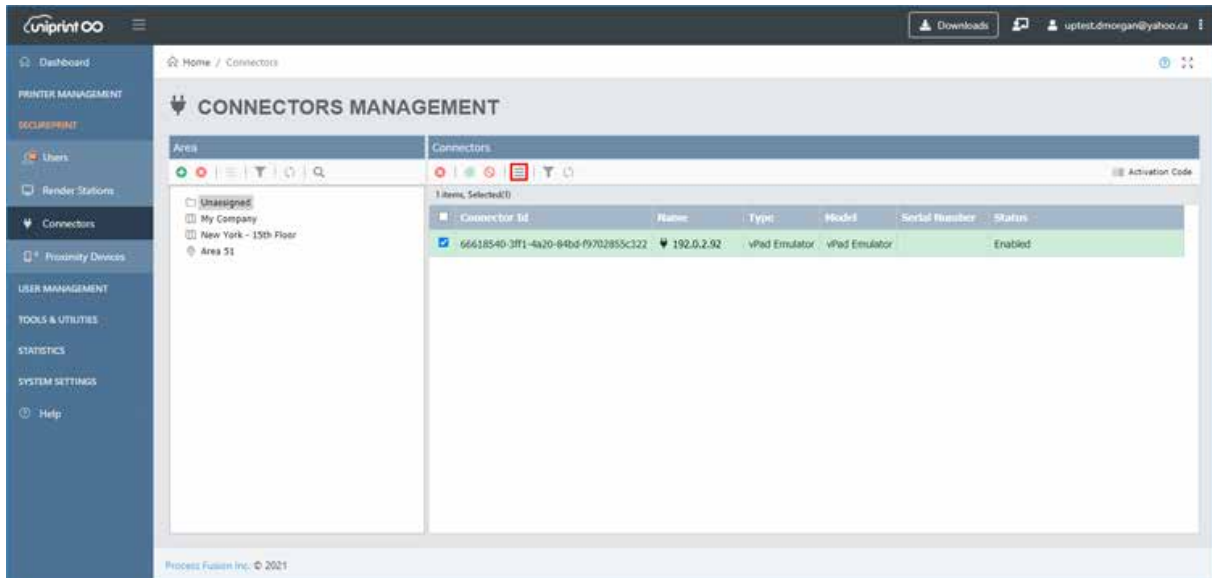 uniprint
Downloads
uptest.dmorgan@yahoo.ca
Dashboard
Home / Connectors
PRINTER MANAGEMENT
CONNECTORS MANAGEMENT
SECUREPRINT
Area
Connectors
Users
Activation Code
Render Stations
Unassigned
1 items, Selected(1)
Connectors
My Company
Connector Id Name Type Model Serial Number Status
New York - 15th Floor
66618540-3ff1-4a20-84bd-f9702855c322 192.0.2.92 vPad Emulator vPad Emulator Enabled
Area 51
Proximity Devices
USER MANAGEMENT
TOOLS & UTILITIES
STATISTICS
SYSTEM SETTINGS
Help
Process Fusion Inc. © 2021